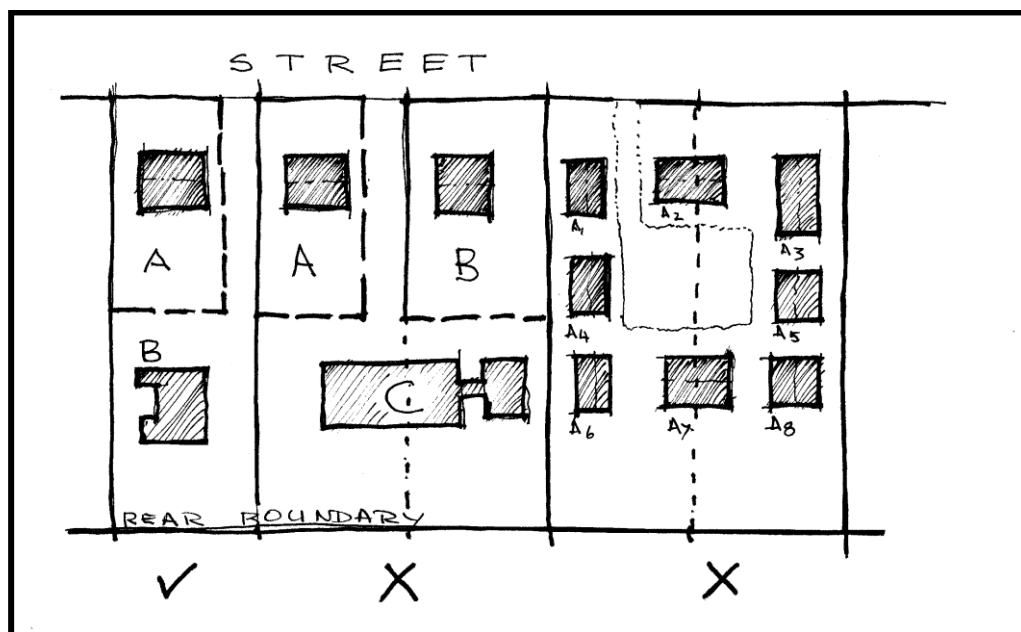 STREET
A A B
A1 A2 A3
A4 A5
B C
A6 A7 A8
REAR BOUNDARY
✓ X X